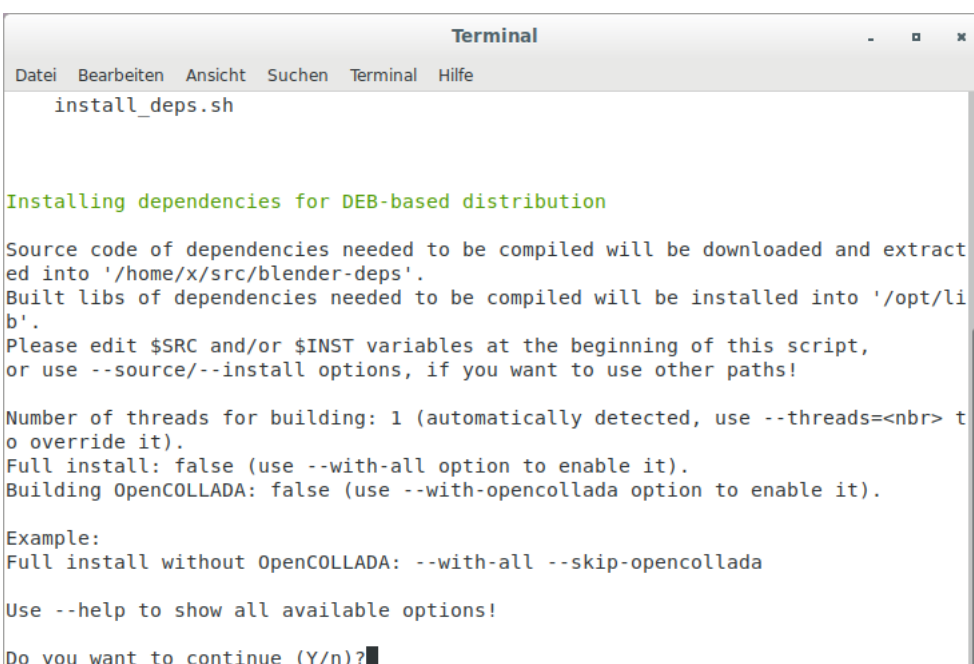 Terminal
Datei Bearbeiten Ansicht Suchen Terminal Hilfe
install_deps.sh
Installing dependencies for DEB-based distribution
Source code of dependencies needed to be compiled will be downloaded and extract
ed into '/home/x/src/blender-deps'.
Built libs of dependencies needed to be compiled will be installed into '/opt/li
b'.
Please edit $SRC and/or $INST variables at the beginning of this script,
or use --source/--install options, if you want to use other paths!
Number of threads for building: 1 (automatically detected, use --threads=<nbr> t
o override it).
Full install: false (use --with-all option to enable it).
Building OpenCOLLADA: false (use --with-opencollada option to enable it).
Example:
Full install without OpenCOLLADA: --with-all --skip-opencollada
Use --help to show all available options!
Do you want to continue (Y/n)?